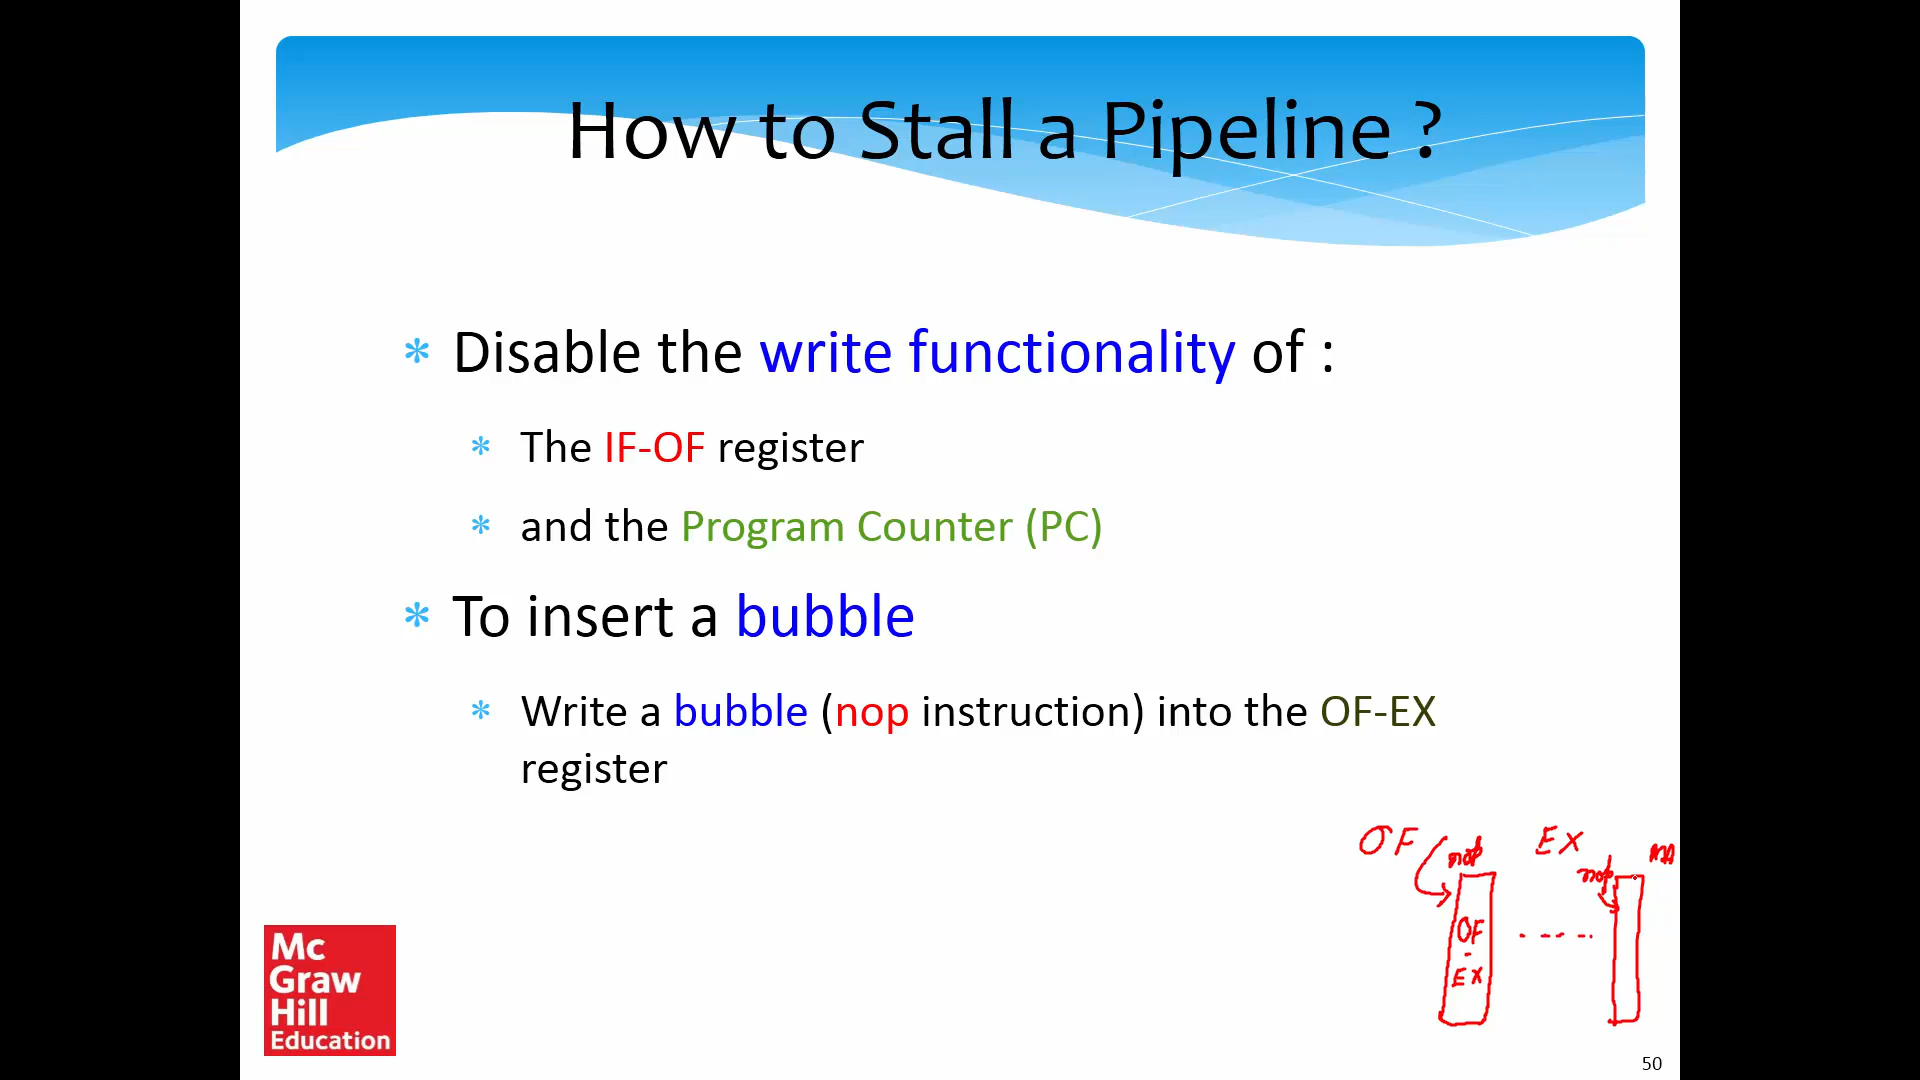 How to Stall a Pipeline ?
* Disable the write functionality of :
* The IF-OF register
* and the Program Counter (PC)
* To insert a bubble
* Write a bubble (nop instruction) into the OF-EX
register
OF nop EX nop MA
OF
-
EX
Mc
Graw
Hill
Education
50